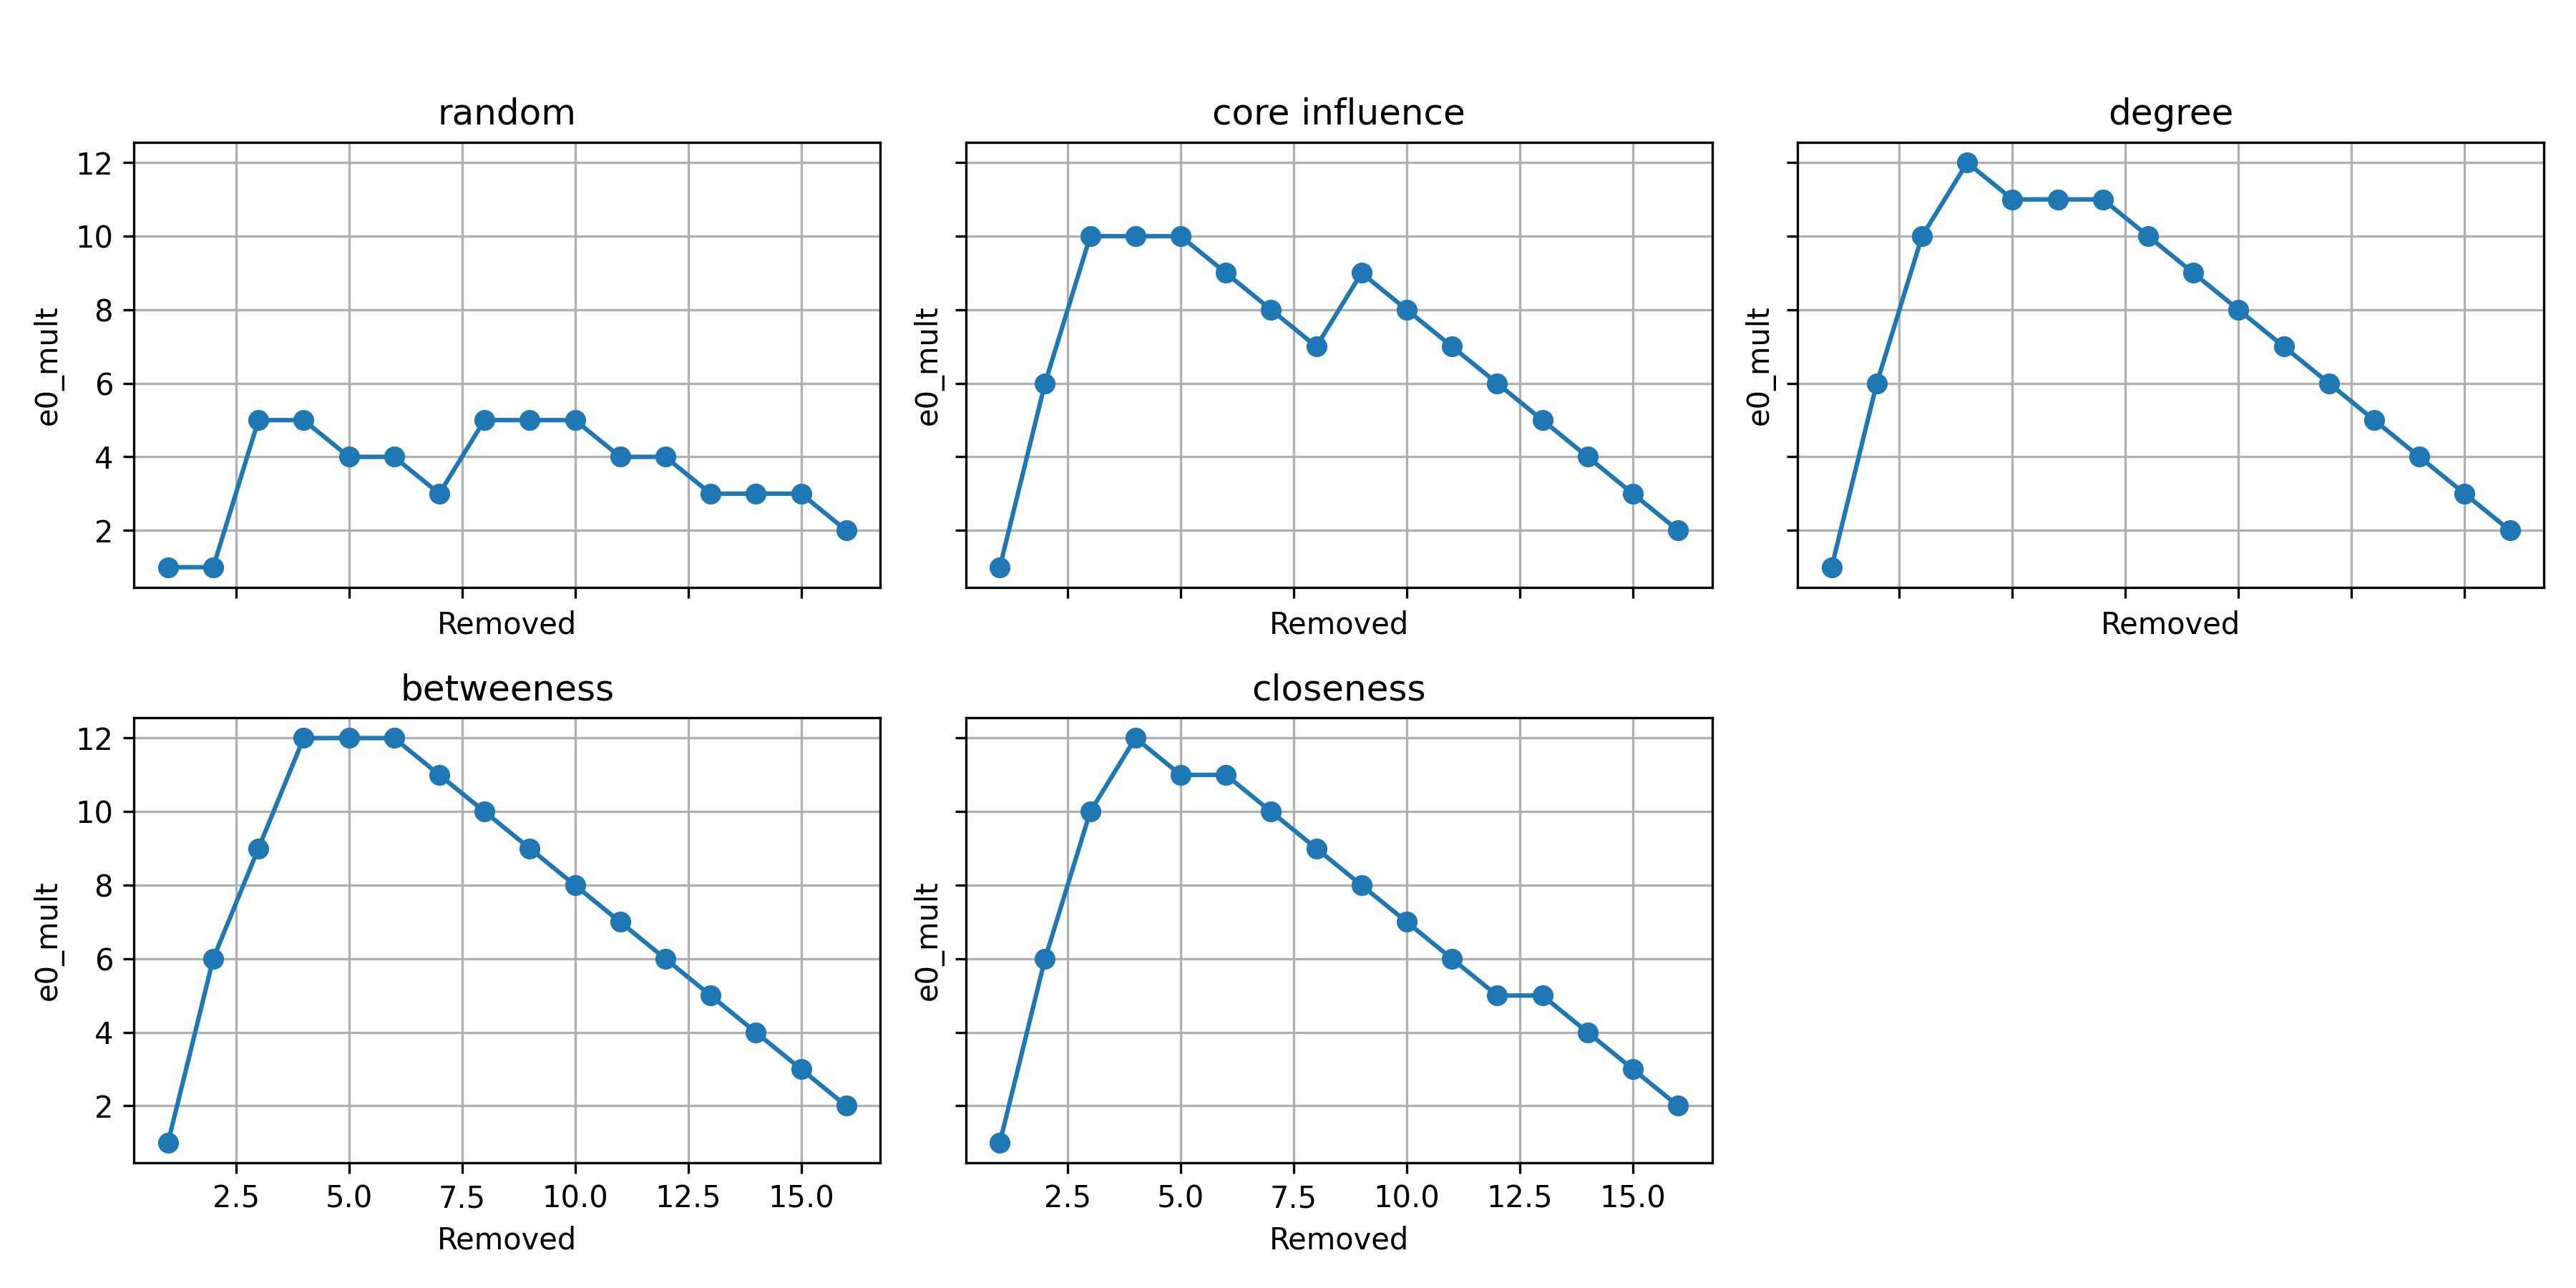 random
core influence
degree
12
10
8
6
4
2
e0_mult
e0_mult
e0_mult
Removed
Removed
Removed
betweeness
closeness
12
10
8
6
4
2
e0_mult
e0_mult
2.5 5.0 7.5 10.0 12.5 15.0
2.5 5.0 7.5 10.0 12.5 15.0
Removed
Removed